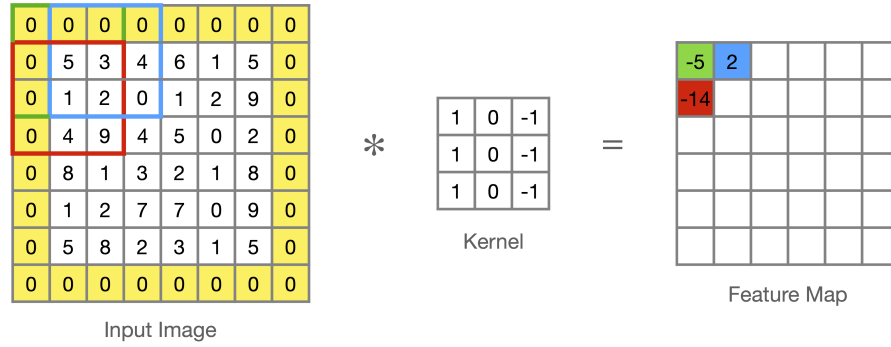 0 0 0 0 0 0 0 0
0 5 3 4 6 1 5 0
0 1 2 0 1 2 9 0
0 4 9 4 5 0 2 0
0 8 1 3 2 1 8 0
0 1 2 7 7 0 9 0
0 5 8 2 3 1 5 0
0 0 0 0 0 0 0 0
Input Image
*
1 0 -1
1 0 -1
1 0 -1
Kernel
=
-5 2
-14
Feature Map